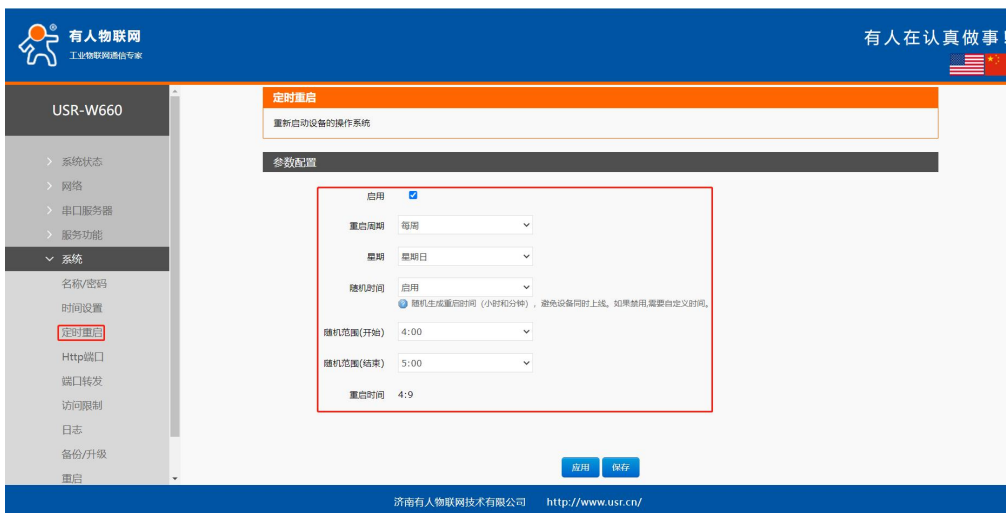 有人物联网
工业物联网通信专家
有人在认真做事!
USR-W660
系统状态
网络
串口服务器
服务功能
系统
名称/密码
时间设置
定时重启
Http端口
端口转发
访问限制
日志
备份/升级
重启
定时重启
重新启动设备的操作系统
参数配置
启用
重启周期 每周
星期 星期日
随机时间 启用
随机生成重启时间（小时和分钟），避免设备同时上线。如果禁用,需要自定义时间。
随机范围(开始) 4:00
随机范围(结束) 5:00
重启时间 4:9
应用 保存
济南有人物联网技术有限公司 http://www.usr.cn/